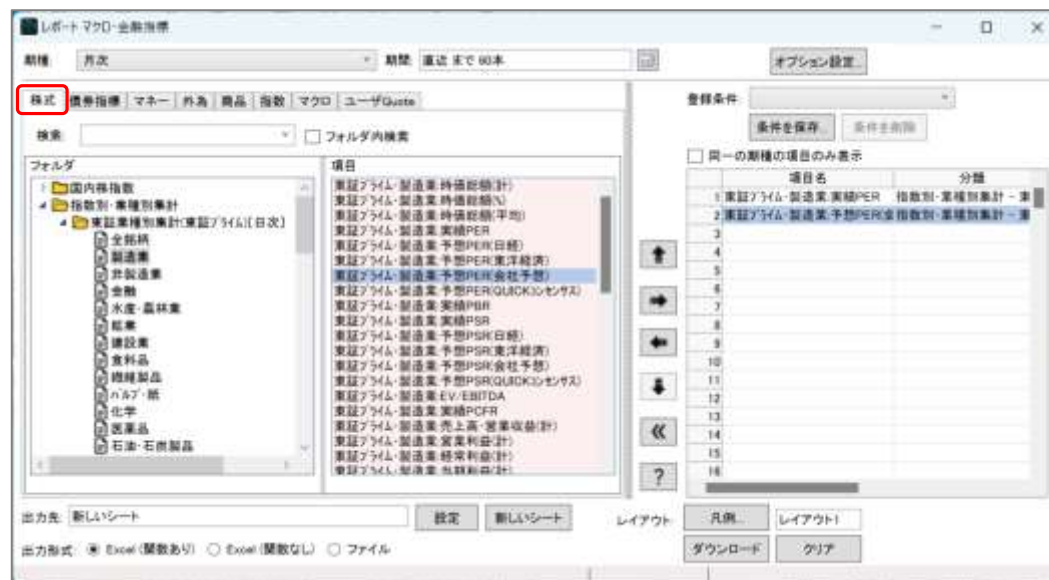 レポート マクロ-金融指標
期種 月次 期間 直近 まで 60本 オプション設定...
株式 債券指標 マネー 外為 商品 指数 マクロ ユーザQuote
登録条件
検索 フォルダ内検索
条件を保存... 条件を削除
同一の期種の項目のみ表示
フォルダ
国内株指数
指数別・業種別集計
東証業種別集計(東証プライム)[日次]
全銘柄
製造業
非製造業
金融
水産・農林業
鉱業
建設業
食料品
繊維製品
パルプ・紙
化学
医薬品
石油・石炭製品
項目
東証プライム・製造業:時価総額(計)
東証プライム・製造業:時価総額(%)
東証プライム・製造業:時価総額(平均)
東証プライム・製造業:実績PER
東証プライム・製造業:予想PER(日経)
東証プライム・製造業:予想PER(東洋経済)
東証プライム・製造業:予想PER(会社予想)
東証プライム・製造業:予想PER(QUICKコンセンサス)
東証プライム・製造業:実績PBR
東証プライム・製造業:実績PSR
東証プライム・製造業:予想PSR(日経)
東証プライム・製造業:予想PSR(東洋経済)
東証プライム・製造業:予想PSR(会社予想)
東証プライム・製造業:予想PSR(QUICKコンセンサス)
東証プライム・製造業:EV/EBITDA
東証プライム・製造業:実績PCFR
東証プライム・製造業:売上高・営業収益(計)
東証プライム・製造業:営業利益(計)
東証プライム・製造業:経常利益(計)
東証プライム・製造業:当期利益(計)
?
項目名 分類
1 東証プライム・製造業:実績PER 指数別・業種別集計 - 東
2 東証プライム・製造業:予想PER(会 指数別・業種別集計 - 東
3
4
5
6
7
8
9
10
11
12
13
14
15
16
出力先 新しいシート 設定 新しいシート レイアウト 凡例... レイアウト1
出力形式 Excel (関数あり) Excel (関数なし) ファイル ダウンロード クリア